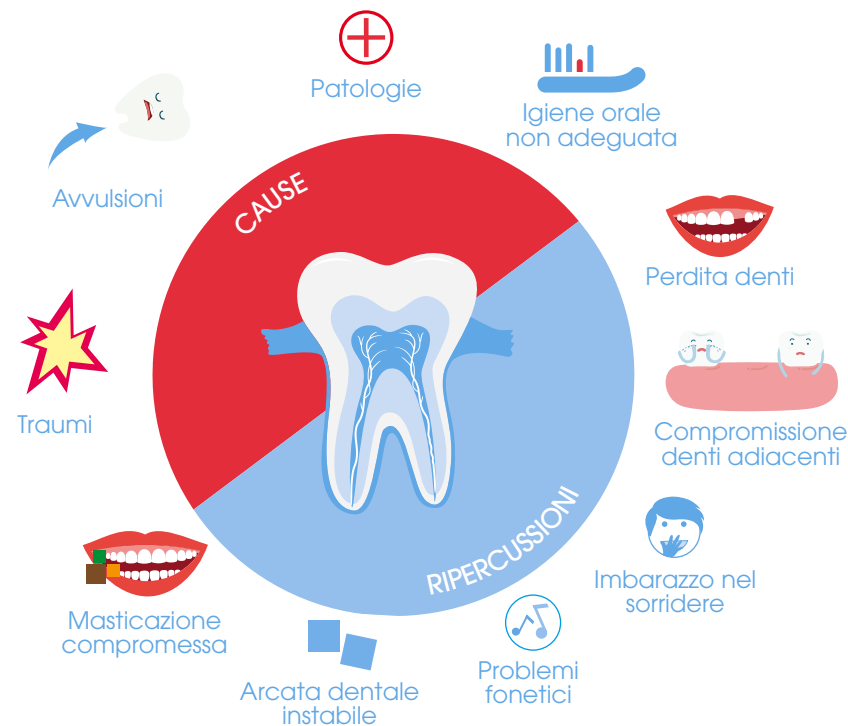 Patologie
Igiene orale
non adeguata
Avvulsioni
CAUSE
Perdita denti
Traumi
Compromissione
denti adiacenti
RIPERCUSSIONI
Imbarazzo nel
sorridere
Masticazione
compromessa
Problemi
fonetici
Arcata dentale
instabile